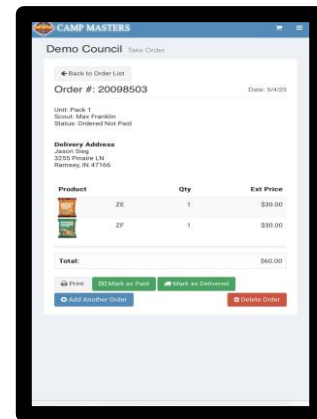 CAMP MASTERS
Demo Council Take Order
Back to Order List
Order #: 20098503 Date: 5/4/23
Unit: Pack 1
Scout: Max Franklin
Status: Ordered Not Paid
Delivery Address
Jason Sieg
3255 Pinaire LN
Ramsey, IN 47166
Product Qty Ext Price
ZE 1 $30.00
ZF 1 $30.00
Total: $60.00
Print Mark as Paid Mark as Delivered
Add Another Order Delete Order